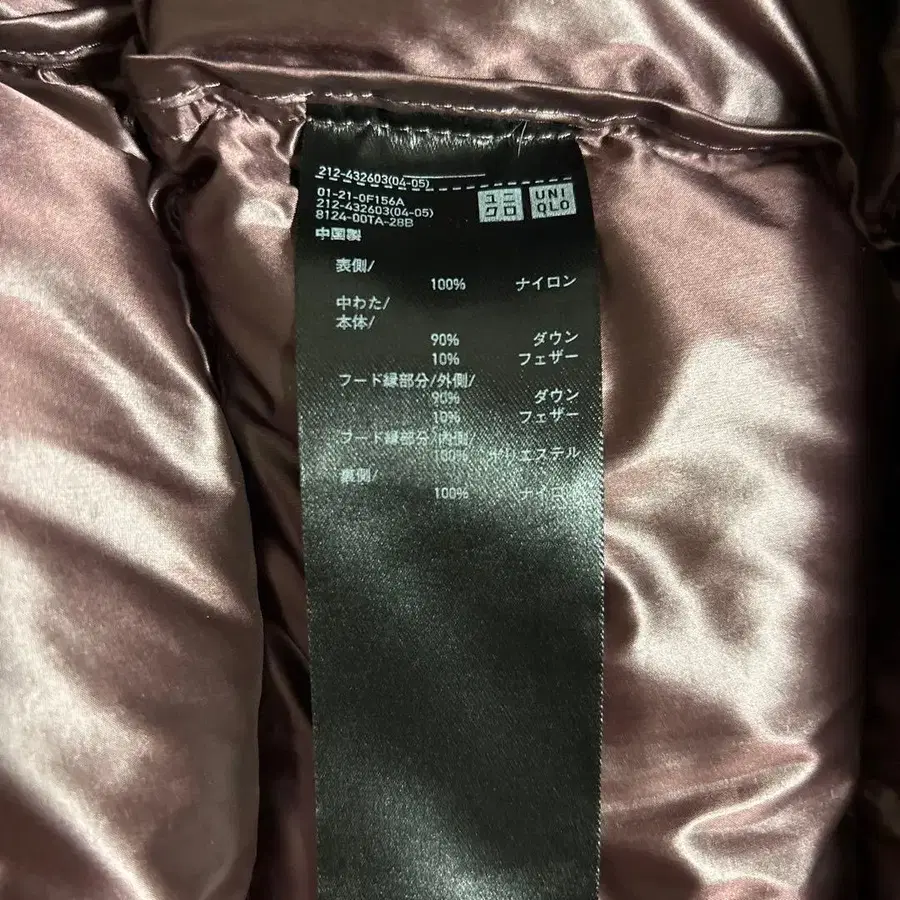 212-432603(04-05)
01-21-0F156A
212-432603(04-05)
8124-00TA-28B
中国製
ユニ
クロ
UNI
QLO
表側/
100% ナイロン
中わた/
本体/
90% ダウン
10% フェザー
フード縁部分/外側/
90% ダウン
10% フェザー
フード縁部分/内側/
100% ポリエステル
裏側/
100% ナイロン